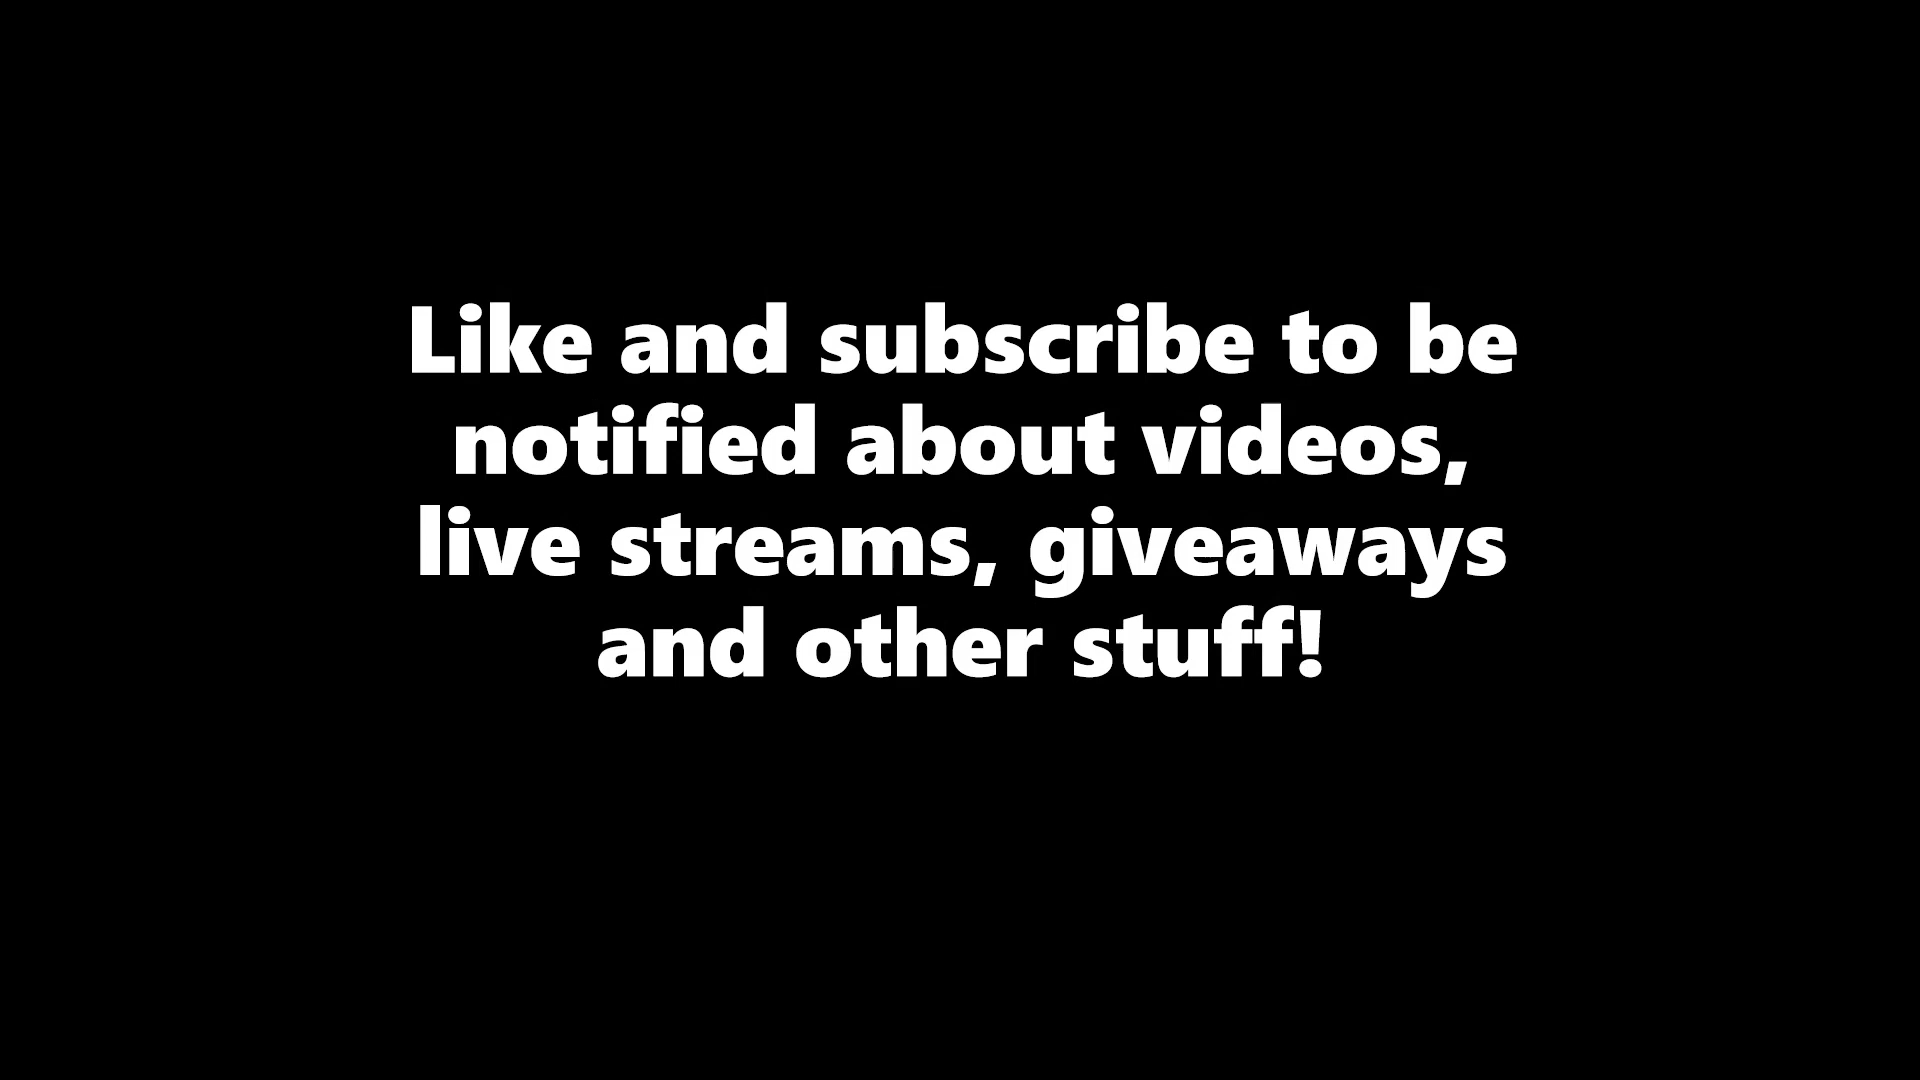 Like and subscribe to be
notified about videos,
live streams, giveaways
and other stuff!